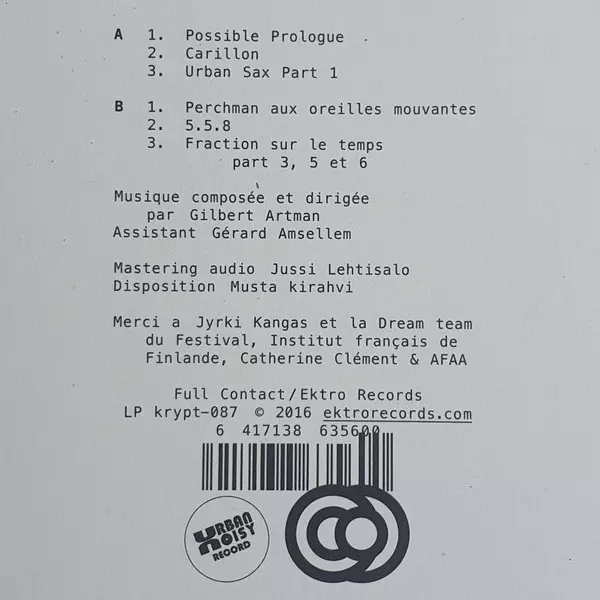 A 1. Possible Prologue
2. Carillon
3. Urban Sax Part 1
B 1. Perchman aux oreilles mouvantes
2. 5.5.8
3. Fraction sur le temps
part 3, 5 et 6
Musique composée et dirigée
par Gilbert Artman
Assistant Gérard Amsellem
Mastering audio Jussi Lehtisalo
Disposition Musta kirahvi
Merci a Jyrki Kangas et la Dream team
du Festival, Institut français de
Finlande, Catherine Clément & AFAA
Full Contact/Ektro Records
LP krypt-087 © 2016 ektrorecords.com
6 417138 635600
URBAN
NOISY
RECORD